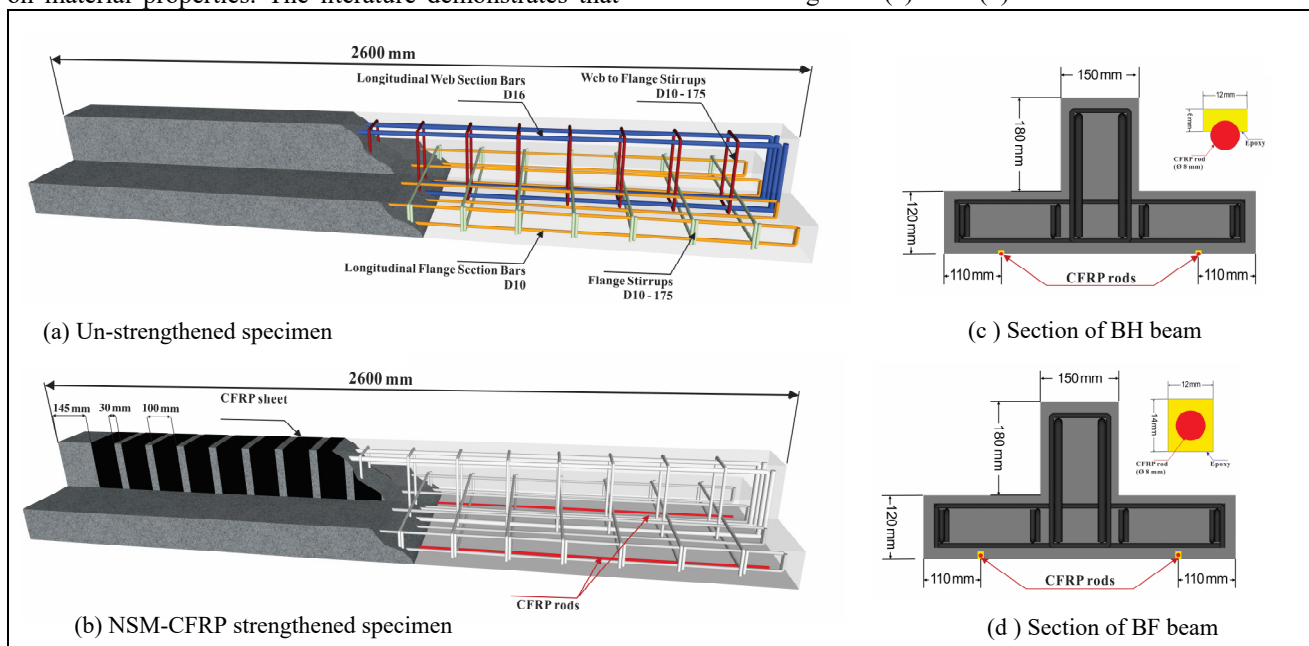 on material properties. The literature demonstrates that
2600 mm
Longitudinal Web Section Bars
D16
Web to Flange Stirrups
D10 - 175
Longitudinal Flange Section Bars
D10
Flange Stirrups
D10 - 175
(a) Un-strengthened specimen
150 mm
180 mm
120 mm
12mm
6mm
Epoxy
CFRP rod
(Ø 8 mm)
110 mm
CFRP rods
110 mm
(c ) Section of BH beam
2600 mm
CFRP sheet
145 mm
30 mm
100 mm
CFRP rods
(b) NSM-CFRP strengthened specimen
150 mm
180 mm
120 mm
12mm
14mm
CFRP rod
(Ø 8 mm)
Epoxy
110 mm
CFRP rods
110 mm
(d ) Section of BF beam